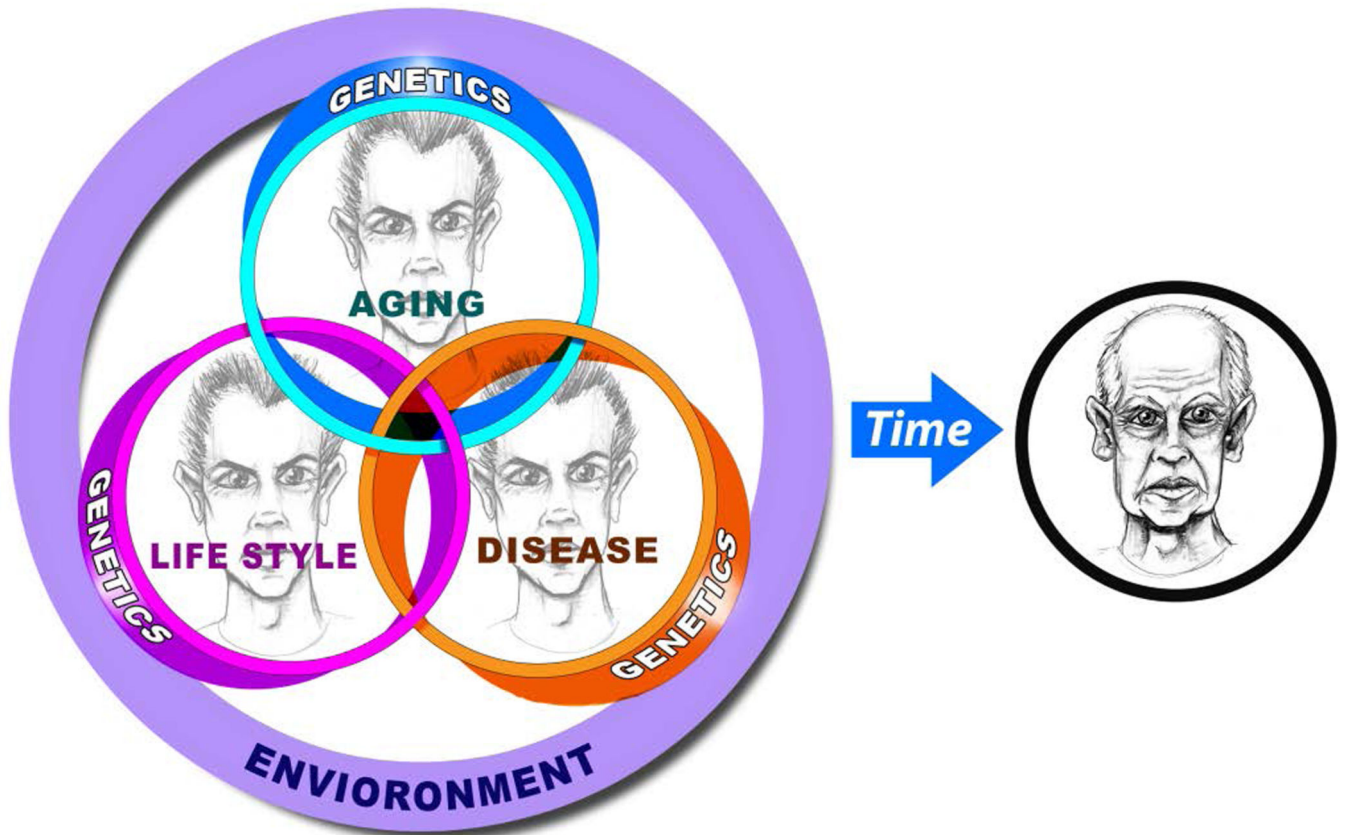 GENETICS
AGING
Time
LIFE STYLE
DISEASE
GENETICS
GENETICS
ENVIORONMENT